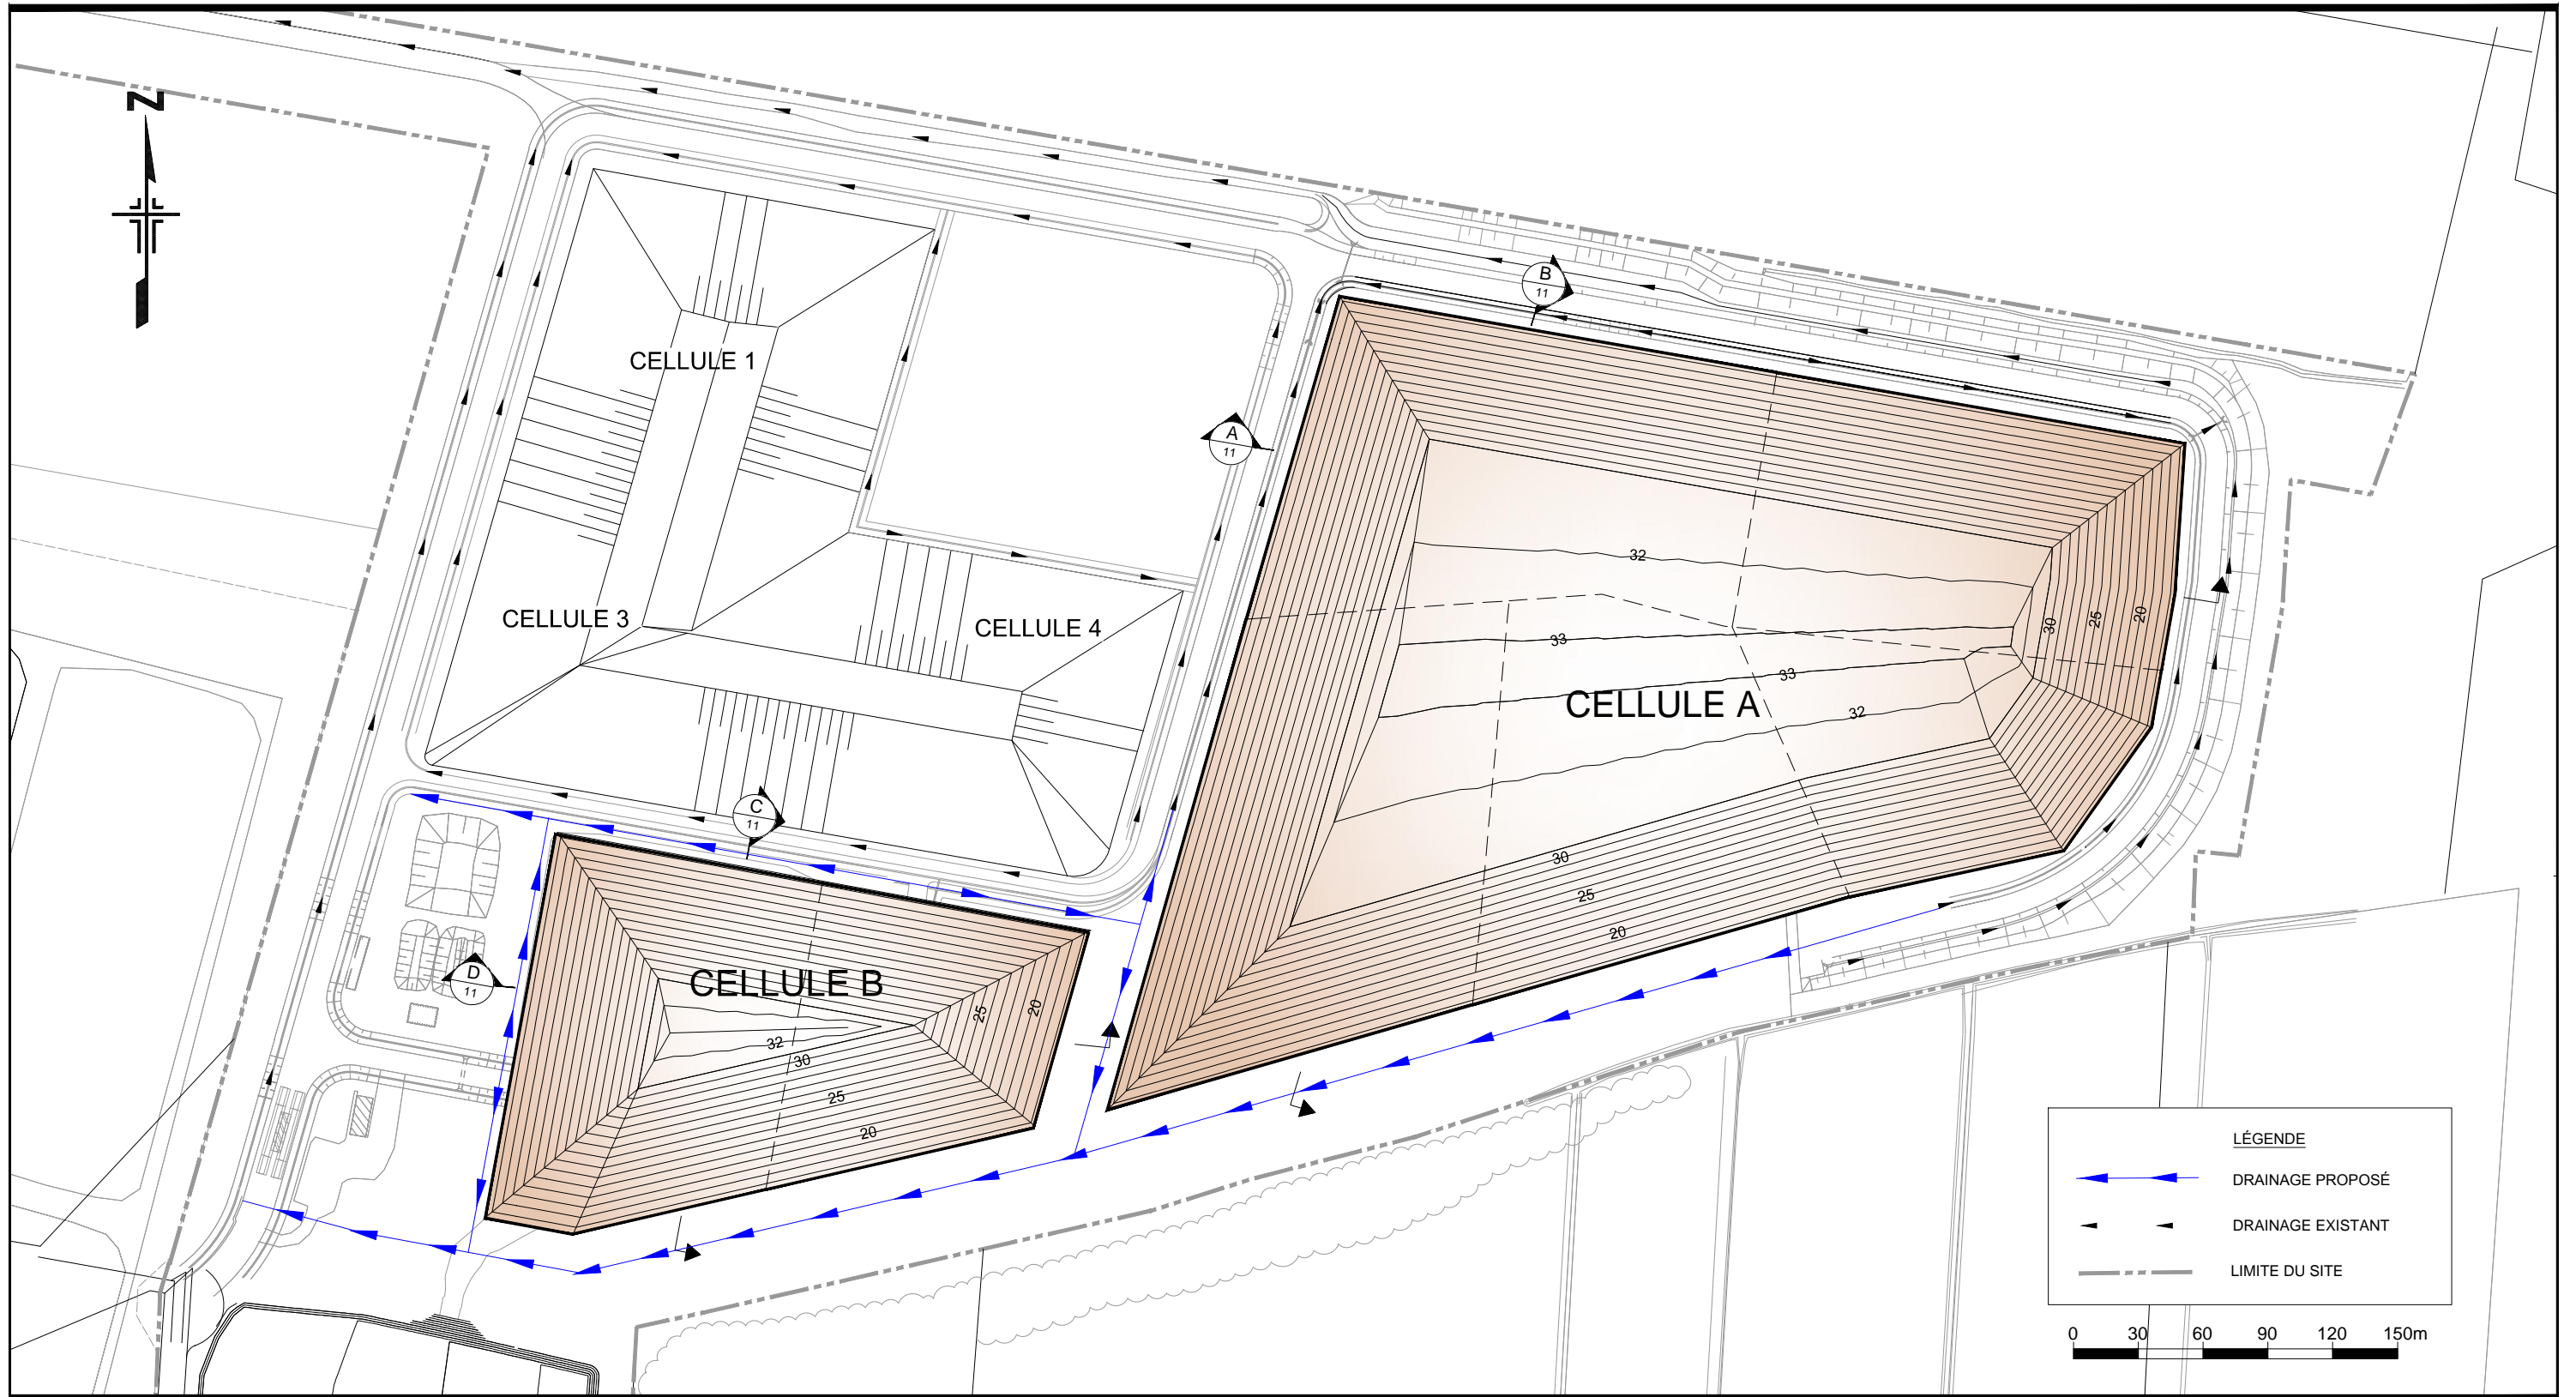 N
CELLULE 1
CELLULE 3
CELLULE 4
A
11
B
11
C
11
D
11
CELLULE A
32
33
33
32
30
25
20
30
25
20
CELLULE B
32
30
25
20
25
20
LÉGENDE
DRAINAGE PROPOSÉ
DRAINAGE EXISTANT
LIMITE DU SITE
0 30 60 90 120 150m